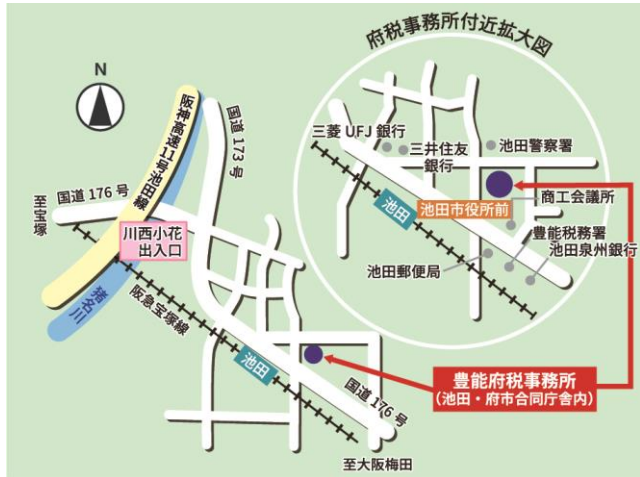 府税事務所付近拡大図
N
阪神高速11号池田線
国道173号
国道176号
至宝塚
川西小花
出入口
猪名川
阪急宝塚線
池田
国道176号
至大阪梅田
三菱UFJ銀行
三井住友
銀行
池田警察署
池田
池田市役所前
商工会議所
豊能税務署
池田泉州銀行
池田郵便局
豊能府税事務所
(池田・府市合同庁舎内)